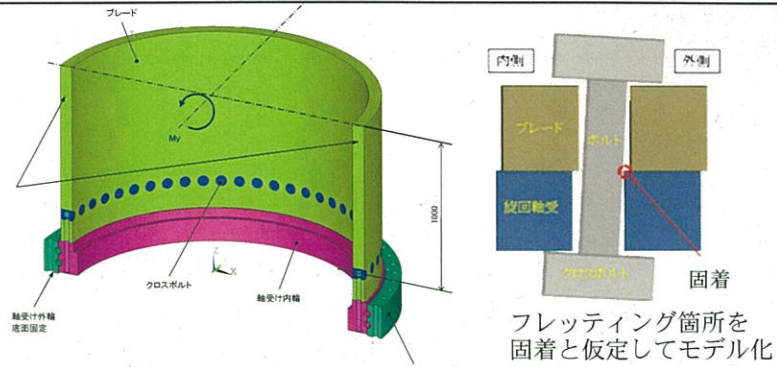 ブレード
My
1000
Z
X
クロスボルト
軸受け内輪
軸受け外輪
底面固定
内側
外側
ブレード
ボルト
旋回軸受
クロスボルト
固着
フレッティング箇所を
固着と仮定してモデル化